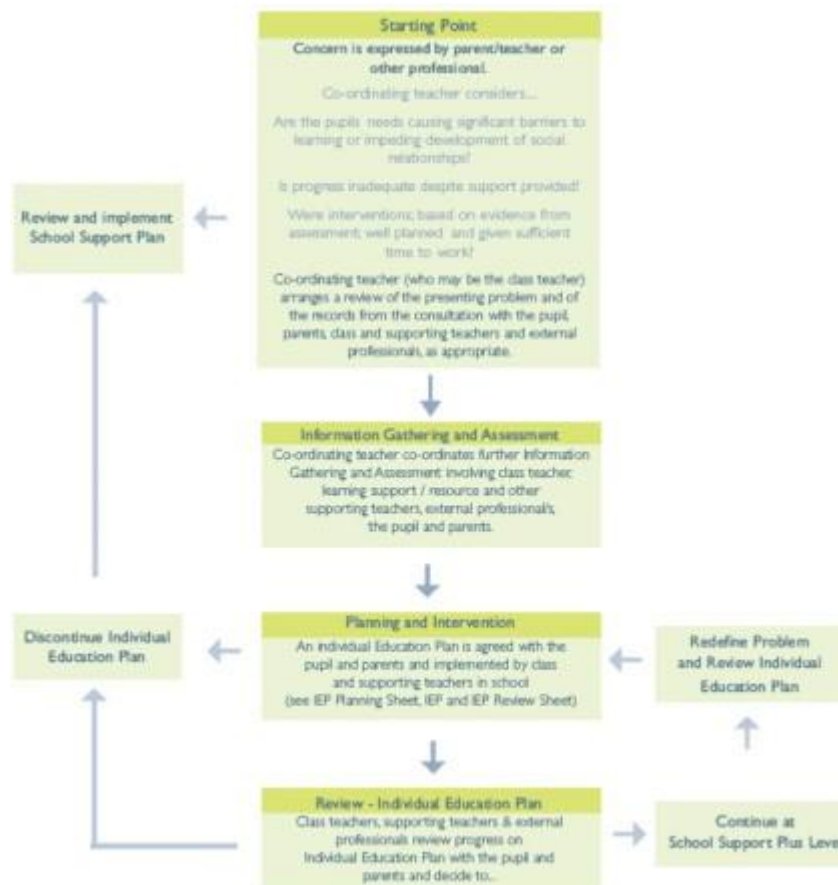 Starting Point
Concern is expressed by parent/teacher or
other professional.
Co-ordinating teacher considers...
Are the pupils needs causing significant barriers to
learning or impeding development of social
relationships?
Is progress inadequate despite support provided?
Were interventions; based on evidence from
assessment; well planned and given sufficient
time to work?
Co-ordinating teacher (who may be the class teacher)
arranges a review of the presenting problem and of
the records from the consultation with the pupil,
parents, class and supporting teachers and external
professionals, as appropriate.
Review and implement
School Support Plan
Information Gathering and Assessment
Co-ordinating teacher co-ordinates further Information
Gathering and Assessment involving class teacher,
learning support / resource and other
supporting teachers, external professional/s,
the pupil and parents.
Discontinue Individual
Education Plan
Planning and Intervention
An individual Education Plan is agreed with the
pupil and parents and implemented by class
and supporting teachers in school
(see IEP Planning Sheet, IEP and IEP Review Sheet)
Redefine Problem
and Review Individual
Education Plan
Review - Individual Education Plan
Class teachers, supporting teachers & external
professionals review progress on
Individual Education Plan with the pupil and
parents and decide to...
Continue at
School Support Plus Level